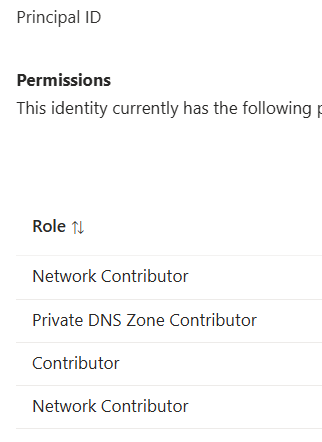 Principal ID
Permissions
This identity currently has the following
Role
Network Contributor
Private DNS Zone Contributor
Contributor
Network Contributor